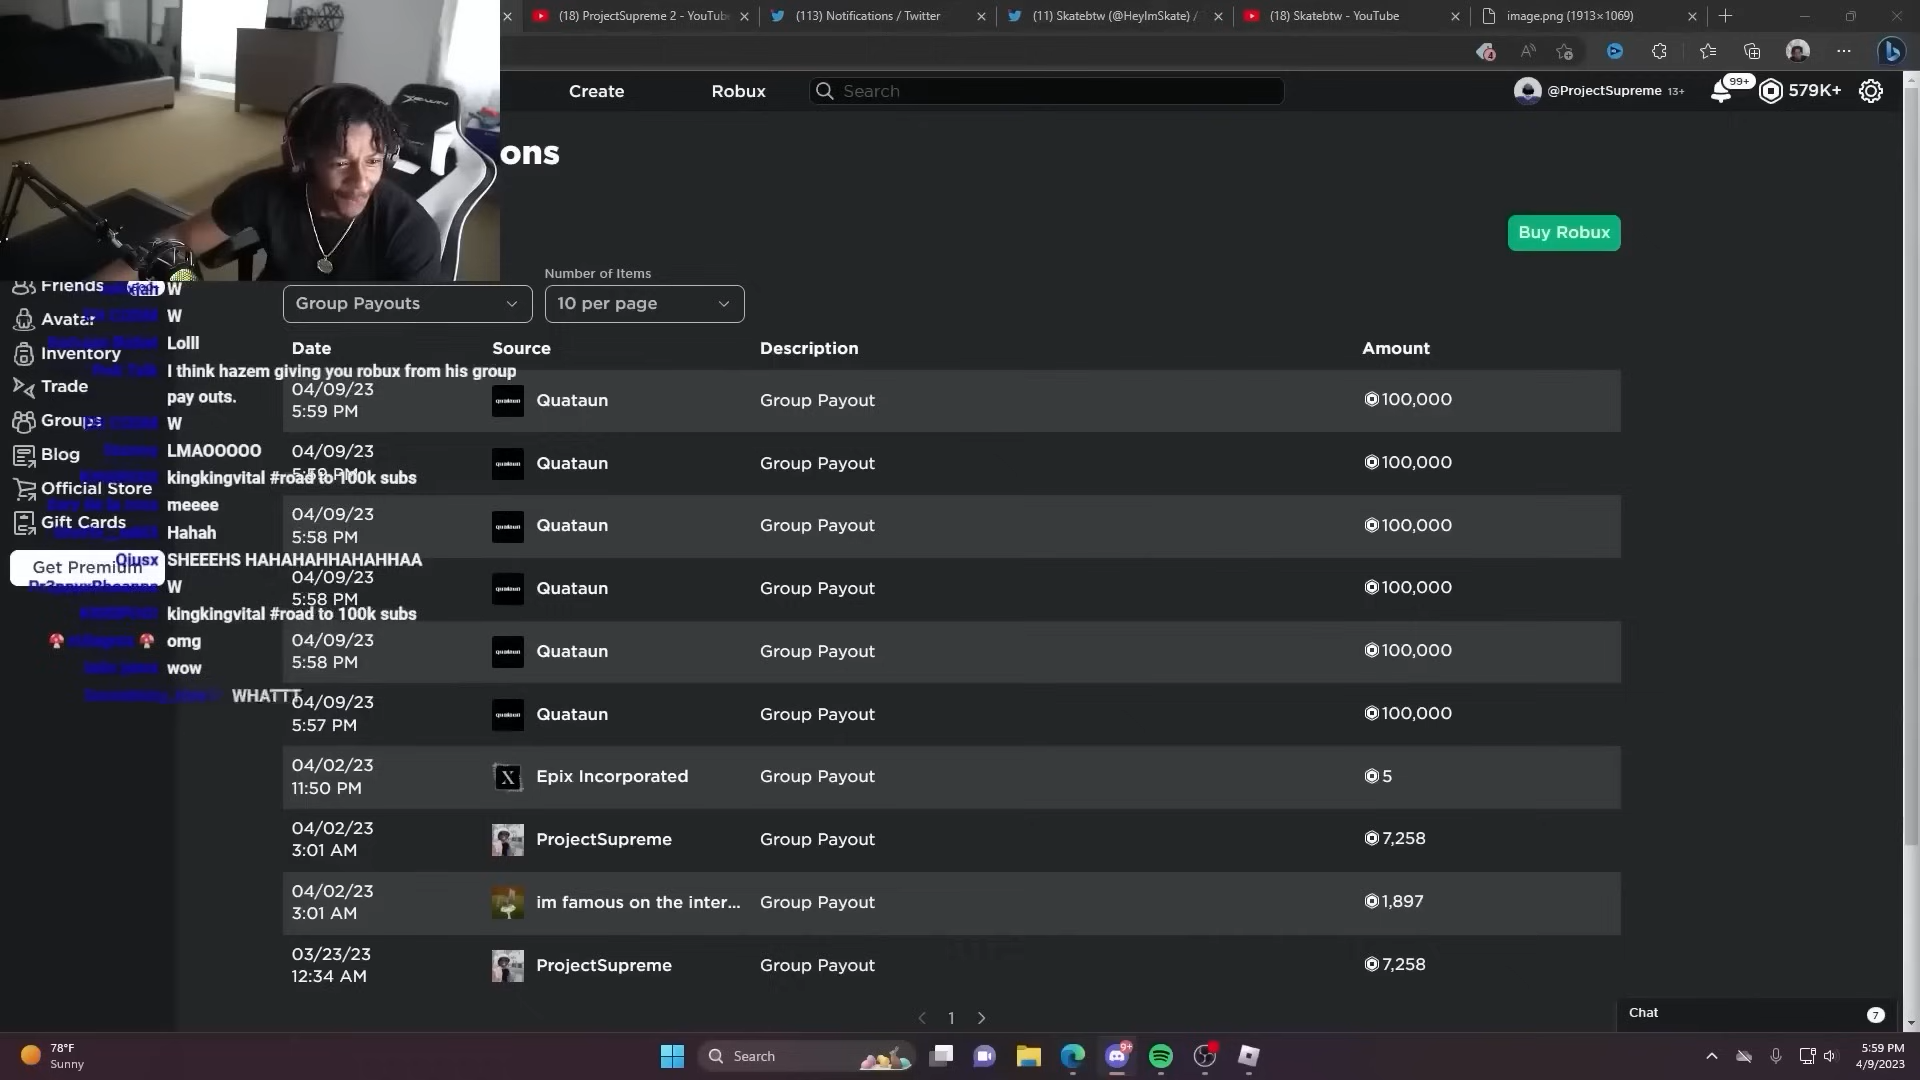 (18) ProjectSupreme 2 - YouTube
(113) Notifications / Twitter
(11) Skatebtw (@HeyImSkate) /
(18) Skatebtw - YouTube
image.png (1913×1069)
4
Create
Robux
Search
@ProjectSupreme 13+
99+
579K+
ons
Buy Robux
Number of Items
Group Payouts
10 per page
Friends
Avatar
Inventory
Trade
Groups
Blog
Official Store
Gift Cards
Get Premium
W
W
Lolll
I think hazem giving you robux from his group
pay outs.
W
LMAOOOOO
kingkingvital #road to 100k subs
meeee
Hahah
Qiusx SHEEEHS HAHAHAHHAHAHHAA
W
kingkingvital #road to 100k subs
omg
wow
WHATTT
Date Source Description Amount
04/09/23
5:59 PM
Quataun Group Payout 100,000
04/09/23
5:59 PM
Quataun Group Payout 100,000
04/09/23
5:58 PM
Quataun Group Payout 100,000
04/09/23
5:58 PM
Quataun Group Payout 100,000
04/09/23
5:58 PM
Quataun Group Payout 100,000
04/09/23
5:57 PM
Quataun Group Payout 100,000
04/02/23
11:50 PM
X Epix Incorporated Group Payout 5
04/02/23
3:01 AM
ProjectSupreme Group Payout 7,258
04/02/23
3:01 AM
im famous on the inter... Group Payout 1,897
03/23/23
12:34 AM
ProjectSupreme Group Payout 7,258
1
Chat
7
78°F
Sunny
Search
9+
5:59 PM
4/9/2023